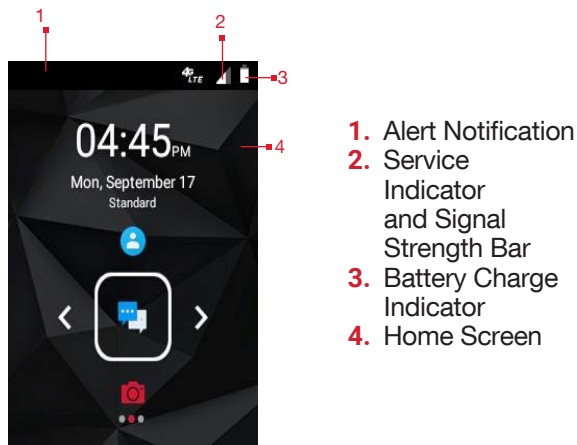 1
2
4G
LTE
3
04:45PM
4
Mon, September 17
Standard
1. Alert Notification
2. Service
Indicator
and Signal
Strength Bar
3. Battery Charge
Indicator
4. Home Screen